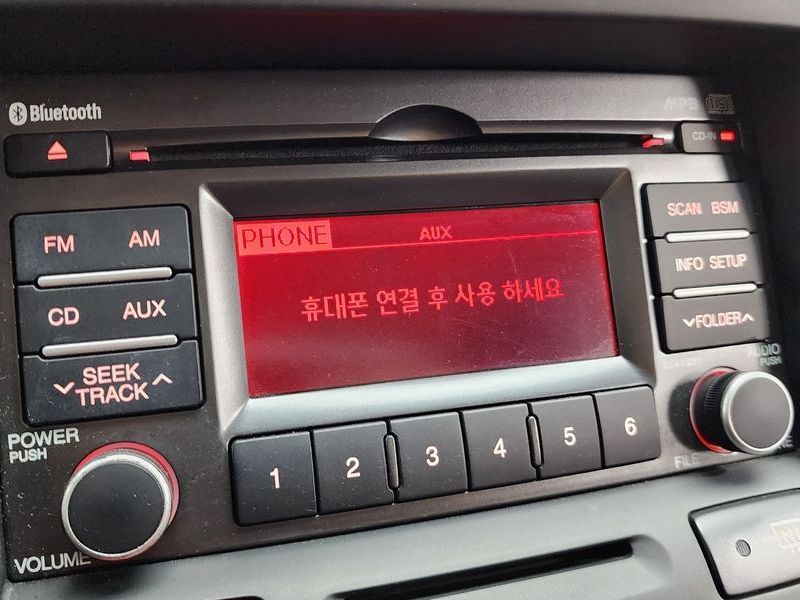 Bluetooth
MP3 DISC
CD-IN
FM AM
CD AUX
SEEK
TRACK
POWER
PUSH
VOLUME
PHONE AUX
휴대폰 연결 후 사용 하세요
1 2 3 4 5 6
SCAN BSM
INFO SETUP
FOLDER
AUDIO
PUSH
FILE